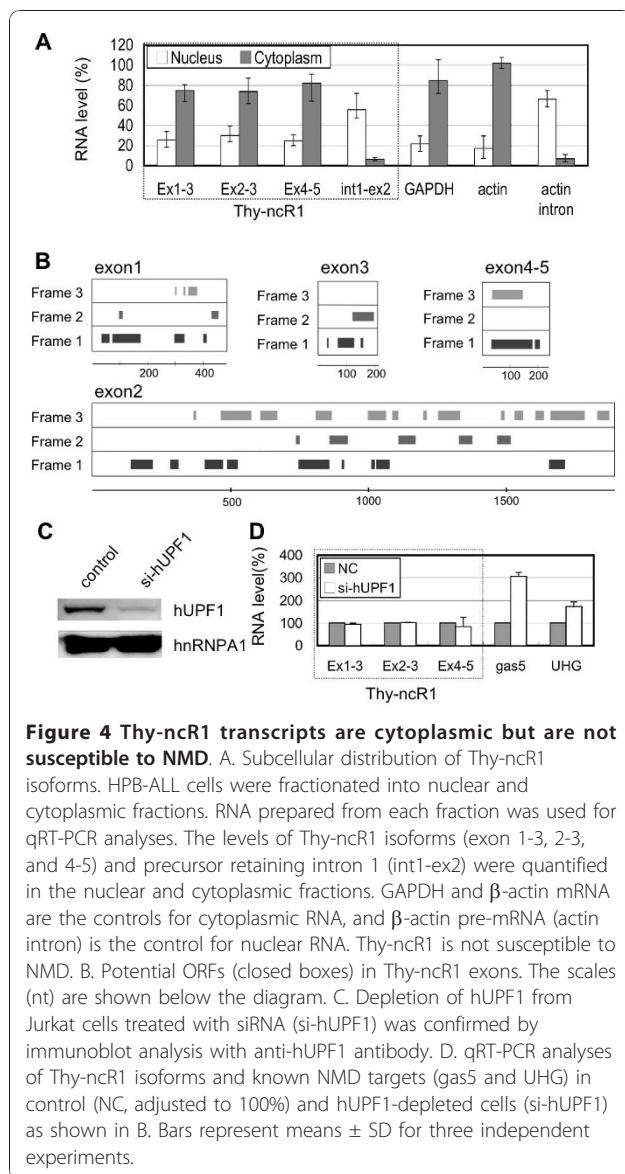 A
RNA level (%)
120
100
80
60
40
20
0
Nucleus
Cytoplasm
Ex1-3 Ex2-3 Ex4-5 int1-ex2 GAPDH actin actin intron
Thy-ncR1
B
exon1
Frame 3
Frame 2
Frame 1
200 400
exon3
Frame 3
Frame 2
Frame 1
100 200
exon4-5
Frame 3
Frame 2
Frame 1
100 200
exon2
Frame 3
Frame 2
Frame 1
500 1000 1500
C
control si-hUPF1
hUPF1
hnRNPA1
D
RNA level(%)
400
300
200
100
0
NC
si-hUPF1
Ex1-3 Ex2-3 Ex4-5 gas5 UHG
Thy-ncR1
Figure 4 Thy-ncR1 transcripts are cytoplasmic but are not
susceptible to NMD. A. Subcellular distribution of Thy-ncR1
isoforms. HPB-ALL cells were fractionated into nuclear and
cytoplasmic fractions. RNA prepared from each fraction was used for
qRT-PCR analyses. The levels of Thy-ncR1 isoforms (exon 1-3, 2-3,
and 4-5) and precursor retaining intron 1 (int1-ex2) were quantified
in the nuclear and cytoplasmic fractions. GAPDH and β-actin mRNA
are the controls for cytoplasmic RNA, and β-actin pre-mRNA (actin
intron) is the control for nuclear RNA. Thy-ncR1 is not susceptible to
NMD. B. Potential ORFs (closed boxes) in Thy-ncR1 exons. The scales
(nt) are shown below the diagram. C. Depletion of hUPF1 from
Jurkat cells treated with siRNA (si-hUPF1) was confirmed by
immunoblot analysis with anti-hUPF1 antibody. D. qRT-PCR analyses
of Thy-ncR1 isoforms and known NMD targets (gas5 and UHG) in
control (NC, adjusted to 100%) and hUPF1-depleted cells (si-hUPF1)
as shown in B. Bars represent means ± SD for three independent
experiments.